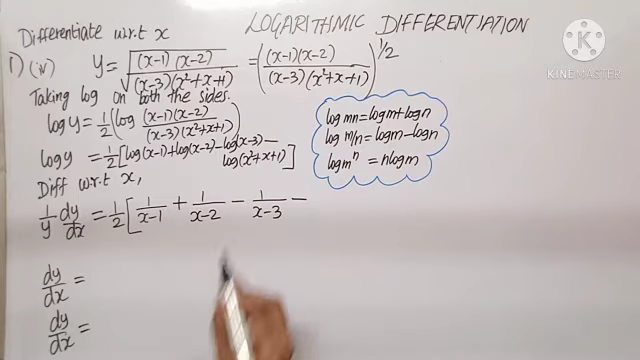 LOGARITHMIC DIFFERENTIATION
Differentiate w.r.t x
1) (iv) y = √((x-1)(x-2)/((x-3)(x²+x+1))) = ((x-1)(x-2)/((x-3)(x²+x+1)))^1/2
Taking log on both the sides.
log y = 1/2 (log (x-1)(x-2)/((x-3)(x²+x+1)))
log y = 1/2 [log(x-1)+log(x-2)-log(x-3)-
log(x²+x+1)]
Diff w.r.t x,
1/y dy/dx = 1/2 [1/(x-1) + 1/(x-2) - 1/(x-3) -
dy/dx =
dy/dx =
log mn = log m + log n
log m/n = log m - log n
log mⁿ = n log m
KINEMASTER